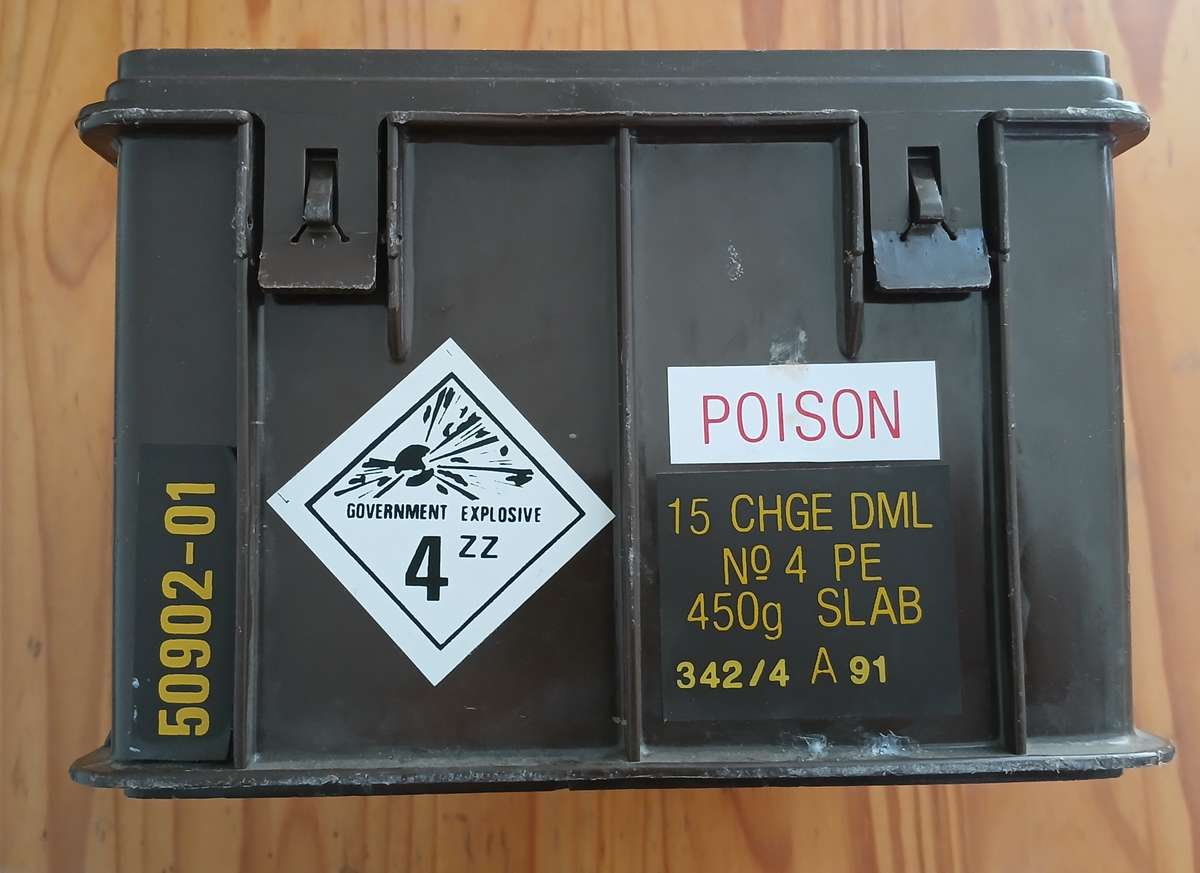 50902-01
GOVERNMENT EXPLOSIVE
4 ZZ
POISON
15 CHGE DML
Nº 4 PE
450g SLAB
342/4 A 91